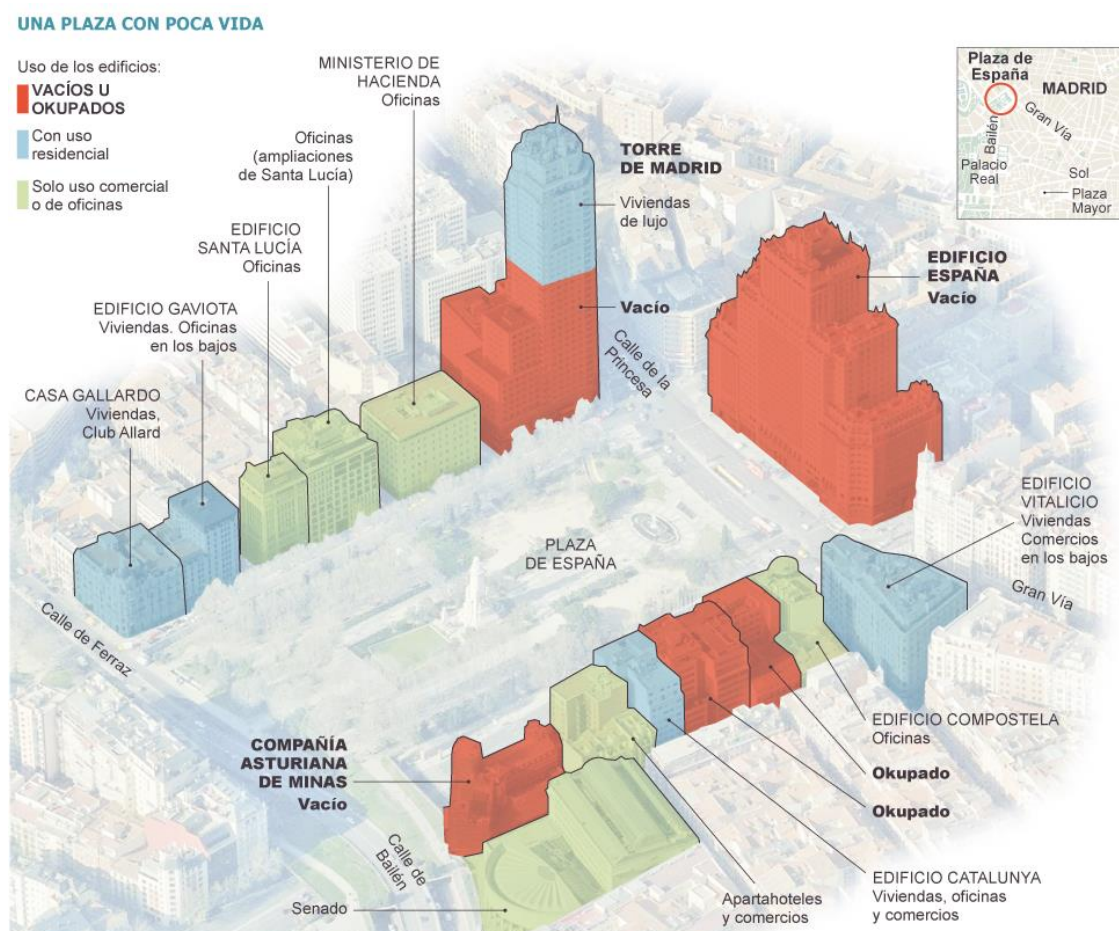 UNA PLAZA CON POCA VIDA
Uso de los edificios:
VACÍOS U
OKUPADOS
Con uso
residencial
Solo uso comercial
o de oficinas
MINISTERIO DE
HACIENDA
Oficinas
Oficinas
(ampliaciones
de Santa Lucía)
EDIFICIO
SANTA LUCÍA
Oficinas
EDIFICIO GAVIOTA
Viviendas. Oficinas
en los bajos
CASA GALLARDO
Viviendas,
Club Allard
TORRE
DE MADRID
Viviendas
de lujo
Vacío
Calle de la
Princesa
Plaza de
España
MADRID
Gran Vía
Bailén
Palacio
Real
Sol
Plaza
Mayor
EDIFICIO
ESPAÑA
Vacío
EDIFICIO
VITALICIO
Viviendas
Comercios
en los bajos
Gran Vía
PLAZA
DE ESPAÑA
Calle de Ferraz
COMPAÑÍA
ASTURIANA
DE MINAS
Vacío
EDIFICIO COMPOSTELA
Oficinas
Okupado
Okupado
EDIFICIO CATALUNYA
Viviendas, oficinas
y comercios
Apartahoteles
y comercios
Calle de
Bailén
Senado